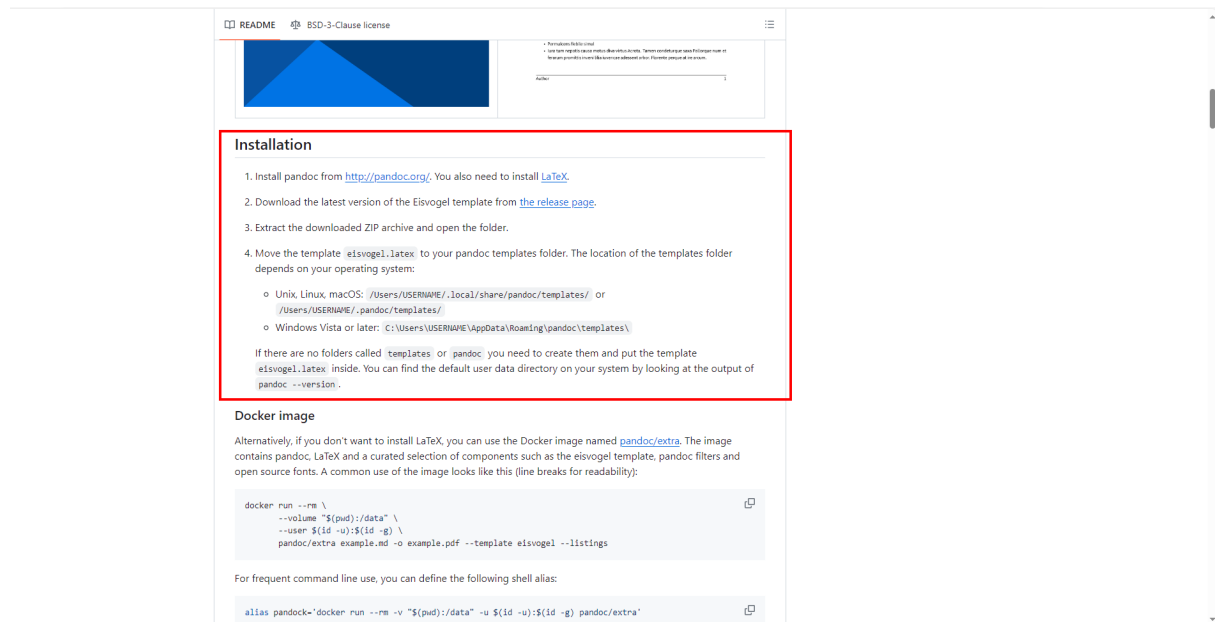 README BSD-3-Clause license
Author
Installation
1. Install pandoc from http://pandoc.org/. You also need to install LaTeX.
2. Download the latest version of the Eisvogel template from the release page.
3. Extract the downloaded ZIP archive and open the folder.
4. Move the template eisvogel.latex to your pandoc templates folder. The location of the templates folder
depends on your operating system:
Unix, Linux, macOS: /Users/USERNAME/.local/share/pandoc/templates/ or
/Users/USERNAME/.pandoc/templates/
Windows Vista or later: C:\Users\USERNAME\AppData\Roaming\pandoc\templates\
If there are no folders called templates or pandoc you need to create them and put the template
eisvogel.latex inside. You can find the default user data directory on your system by looking at the output of
pandoc --version.
Docker image
Alternatively, if you don't want to install LaTeX, you can use the Docker image named pandoc/extra. The image
contains pandoc, LaTeX and a curated selection of components such as the eisvogel template, pandoc filters and
open source fonts. A common use of the image looks like this (line breaks for readability):
docker run --rm \
--volume "$(pwd):/data" \
--user $(id -u):$(id -g) \
pandoc/extra example.md -o example.pdf --template eisvogel --listings
For frequent command line use, you can define the following shell alias:
alias pandock='docker run --rm -v "$(pwd):/data" -u $(id -u):$(id -g) pandoc/extra'